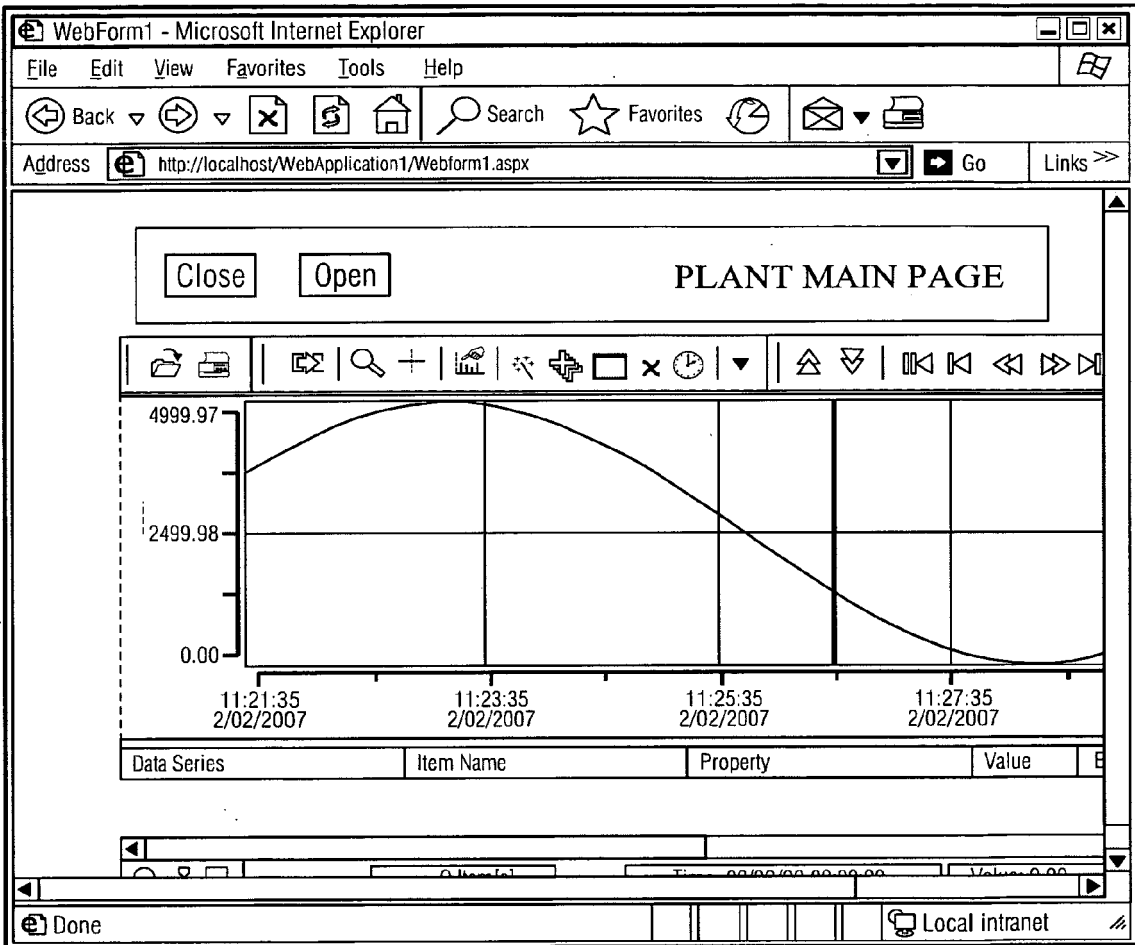 WebForm1 - Microsoft Internet Explorer
File Edit View Favorites Tools Help
Back Search Favorites
Address http://localhost/WebApplication1/Webform1.aspx Go Links >>
Close Open PLANT MAIN PAGE
4999.97
2499.98
0.00
11:21:35 11:23:35 11:25:35 11:27:35
2/02/2007 2/02/2007 2/02/2007 2/02/2007
Data Series Item Name Property Value
Done Local intranet